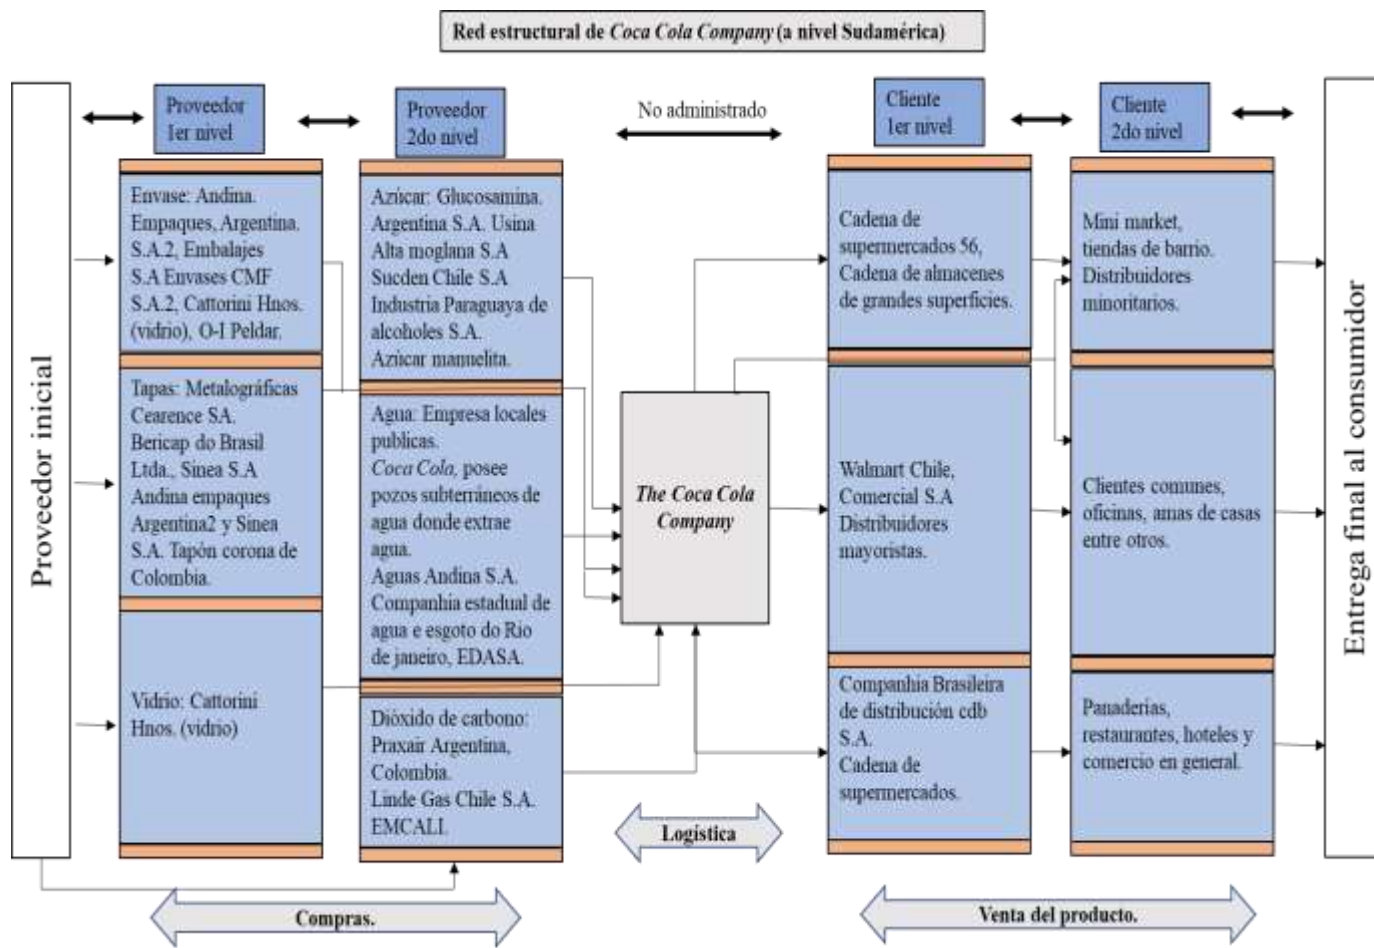 Red estructural de Coca Cola Company (a nivel Sudamérica)
Proveedor inicial
Proveedor
1er nivel
Envase: Andina.
Empaques, Argentina.
S.A.2, Embalajes
S.A Envases CMF
S.A.2, Cattorini Hnos.
(vidrio), O-I Peldar.
Tapas: Metalográficas
Cearence SA.
Bericap do Brasil
Ltda., Sinea S.A
Andina empaques
Argentina2 y Sinea
S.A. Tapón corona de
Colombia.
Vidrio: Cattorini
Hnos. (vidrio)
Proveedor
2do nivel
Azúcar: Glucosamina.
Argentina S.A. Usina
Alta moglana S.A
Sucden Chile S.A
Industria Paraguaya de
alcoholes S.A.
Azúcar manuelita.
Agua: Empresa locales
publicas.
Coca Cola, posee
pozos subterráneos de
agua donde extrae
agua.
Aguas Andina S.A.
Companhia estadual de
agua e esgoto do Rio
de janeiro, EDASA.
Dióxido de carbono:
Praxair Argentina,
Colombia.
Linde Gas Chile S.A.
EMCALI.
Compras.
No administrado
The Coca Cola
Company
Logística
Cliente
1er nivel
Cadena de
supermercados 56,
Cadena de almacenes
de grandes superficies.
Walmart Chile,
Comercial S.A
Distribuidores
mayoristas.
Companhia Brasileira
de distribución cdb
S.A.
Cadena de
supermercados.
Cliente
2do nivel
Mini market,
tiendas de barrio.
Distribuidores
minoritarios.
Clientes comunes,
oficinas, amas de casas
entre otros.
Panaderias,
restaurantes, hoteles y
comercio en general.
Venta del producto.
Entrega final al consumidor